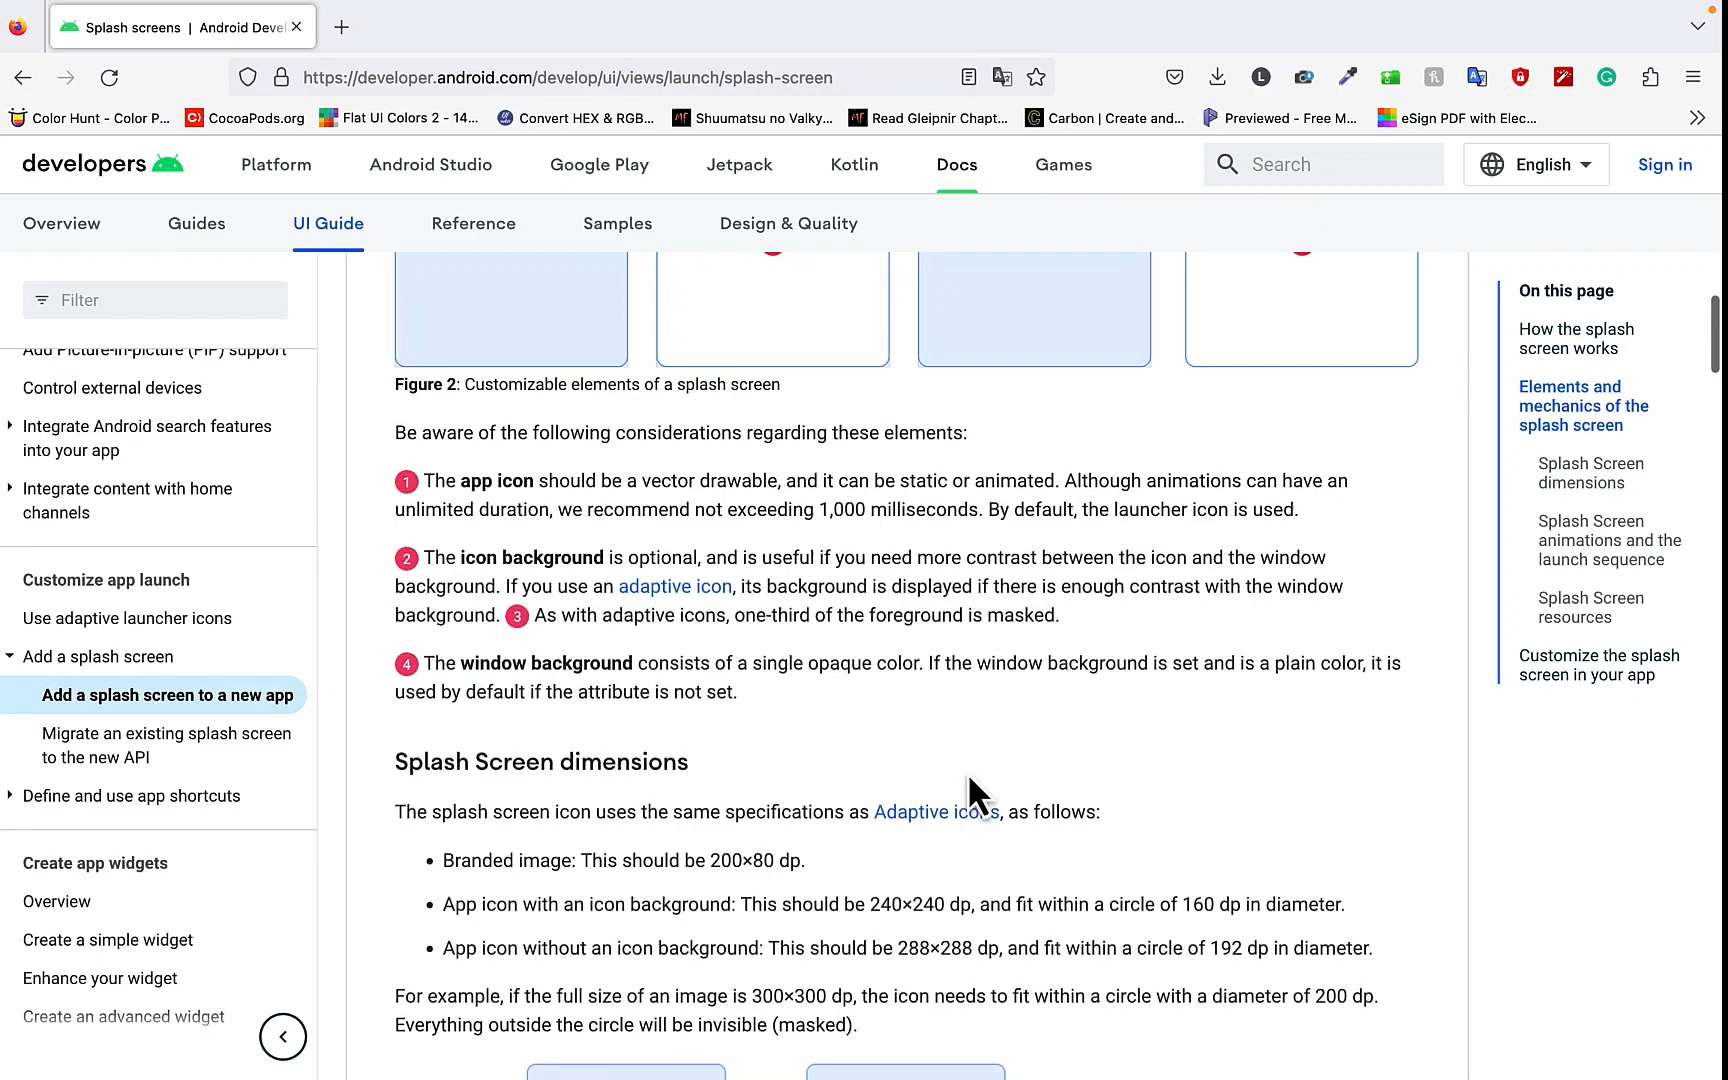 Splash screens | Android Deve
https://developer.android.com/develop/ui/views/launch/splash-screen
Color Hunt - Color P...
CocoaPods.org
Flat UI Colors 2 - 14...
Convert HEX & RGB...
Shuumatsu no Valky...
Read Gleipnir Chapt...
Carbon | Create and...
Previewed - Free M...
eSign PDF with Elec...
developers
Platform
Android Studio
Google Play
Jetpack
Kotlin
Docs
Games
Search
English
Sign in
Overview
Guides
UI Guide
Reference
Samples
Design & Quality
Filter
Add Picture-in-picture (PiP) support
Control external devices
Integrate Android search features
into your app
Integrate content with home
channels
Customize app launch
Use adaptive launcher icons
Add a splash screen
Add a splash screen to a new app
Migrate an existing splash screen
to the new API
Define and use app shortcuts
Create app widgets
Overview
Create a simple widget
Enhance your widget
Create an advanced widget
Figure 2: Customizable elements of a splash screen
Be aware of the following considerations regarding these elements:
1 The app icon should be a vector drawable, and it can be static or animated. Although animations can have an
unlimited duration, we recommend not exceeding 1,000 milliseconds. By default, the launcher icon is used.
2 The icon background is optional, and is useful if you need more contrast between the icon and the window
background. If you use an adaptive icon, its background is displayed if there is enough contrast with the window
background. 3 As with adaptive icons, one-third of the foreground is masked.
4 The window background consists of a single opaque color. If the window background is set and is a plain color, it is
used by default if the attribute is not set.
Splash Screen dimensions
The splash screen icon uses the same specifications as Adaptive icons, as follows:
• Branded image: This should be 200×80 dp.
• App icon with an icon background: This should be 240×240 dp, and fit within a circle of 160 dp in diameter.
• App icon without an icon background: This should be 288×288 dp, and fit within a circle of 192 dp in diameter.
For example, if the full size of an image is 300×300 dp, the icon needs to fit within a circle with a diameter of 200 dp.
Everything outside the circle will be invisible (masked).
On this page
How the splash
screen works
Elements and
mechanics of the
splash screen
Splash Screen
dimensions
Splash Screen
animations and the
launch sequence
Splash Screen
resources
Customize the splash
screen in your app